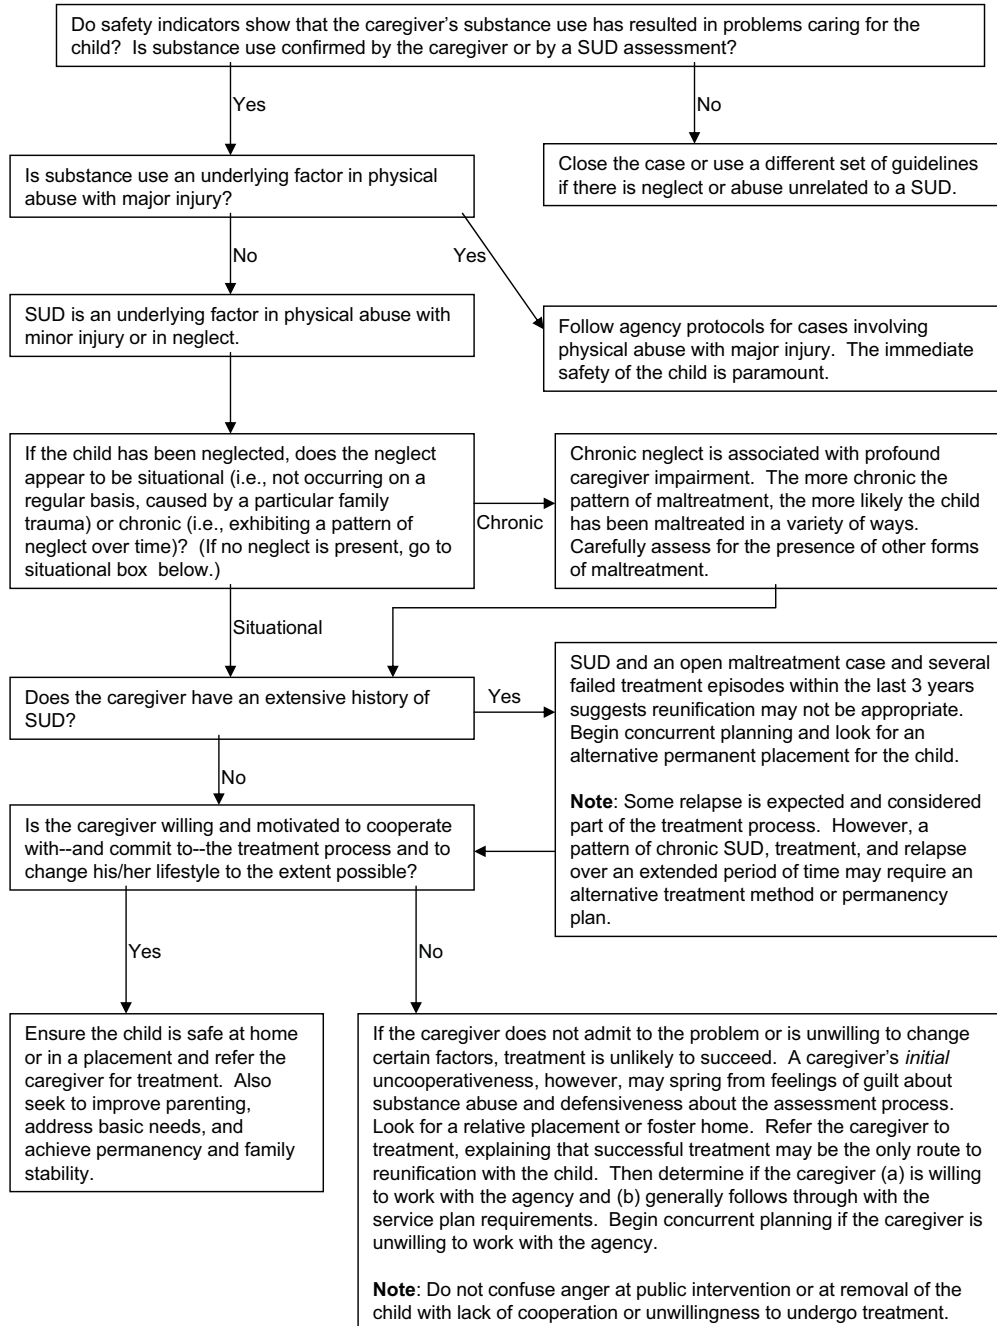 Do safety indicators show that the caregiver's substance use has resulted in problems caring for the
child?  Is substance use confirmed by the caregiver or by a SUD assessment?
Yes
No
Is substance use an underlying factor in physical
abuse with major injury?
Close the case or use a different set of guidelines
if there is neglect or abuse unrelated to a SUD.
No
Yes
SUD is an underlying factor in physical abuse with
minor injury or in neglect.
Follow agency protocols for cases involving
physical abuse with major injury.  The immediate
safety of the child is paramount.
If the child has been neglected, does the neglect
appear to be situational (i.e., not occurring on a
regular basis, caused by a particular family
trauma) or chronic (i.e., exhibiting a pattern of
neglect over time)?  (If no neglect is present, go to
situational box  below.)
Chronic
Chronic neglect is associated with profound
caregiver impairment.  The more chronic the
pattern of maltreatment, the more likely the child
has been maltreated in a variety of ways.
Carefully assess for the presence of other forms
of maltreatment.
Situational
Does the caregiver have an extensive history of
SUD?
Yes
SUD and an open maltreatment case and several
failed treatment episodes within the last 3 years
suggests reunification may not be appropriate.
Begin concurrent planning and look for an
alternative permanent placement for the child.
Note: Some relapse is expected and considered
part of the treatment process.  However, a
pattern of chronic SUD, treatment, and relapse
over an extended period of time may require an
alternative treatment method or permanency
plan.
No
Is the caregiver willing and motivated to cooperate
with--and commit to--the treatment process and to
change his/her lifestyle to the extent possible?
Yes
No
Ensure the child is safe at home
or in a placement and refer the
caregiver for treatment.  Also
seek to improve parenting,
address basic needs, and
achieve permanency and family
stability.
If the caregiver does not admit to the problem or is unwilling to change
certain factors, treatment is unlikely to succeed.  A caregiver's initial
uncooperativeness, however, may spring from feelings of guilt about
substance abuse and defensiveness about the assessment process.
Look for a relative placement or foster home.  Refer the caregiver to
treatment, explaining that successful treatment may be the only route to
reunification with the child.  Then determine if the caregiver (a) is willing
to work with the agency and (b) generally follows through with the
service plan requirements.  Begin concurrent planning if the caregiver is
unwilling to work with the agency.
Note: Do not confuse anger at public intervention or at removal of the
child with lack of cooperation or unwillingness to undergo treatment.